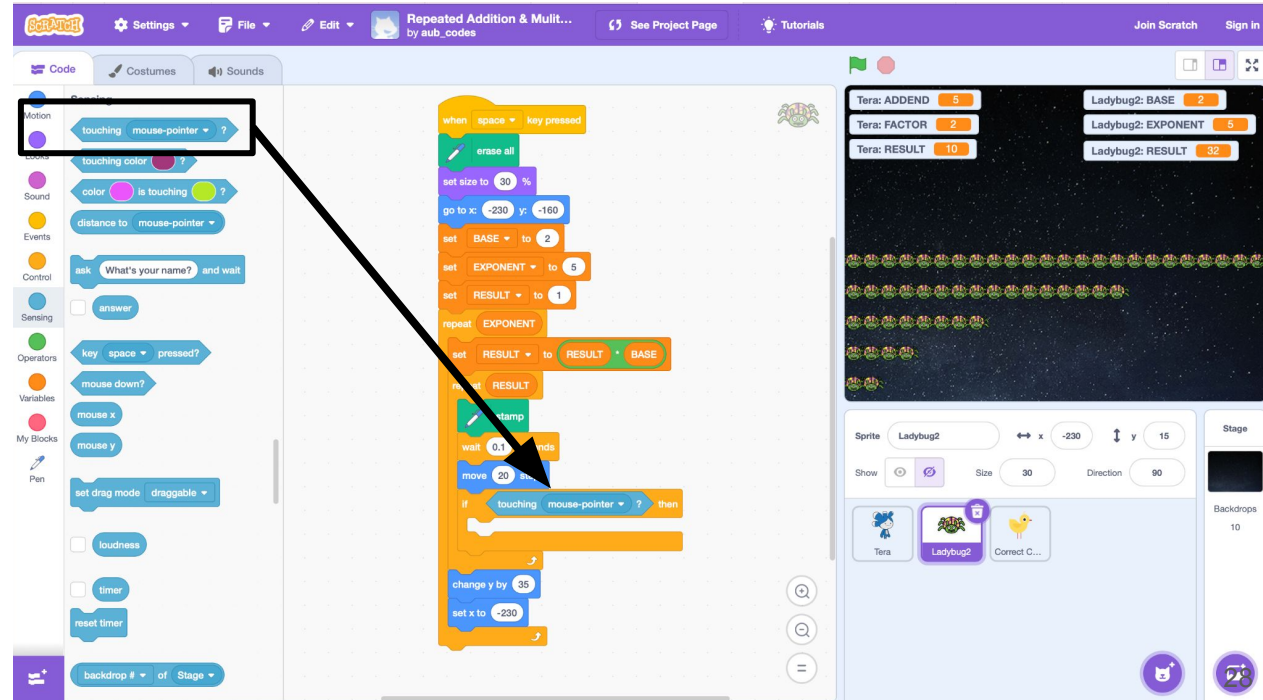 SCRATCH Settings File Edit Repeated Addition & Mulit... by aub_codes See Project Page Tutorials Join Scratch Sign in
Code Costumes Sounds
Motion
Looks
Sound
Events
Control
Sensing
Operators
Variables
My Blocks
Pen
Sensing
touching mouse-pointer ?
touching color ?
color is touching ?
distance to mouse-pointer
ask What's your name? and wait
answer
key space pressed?
mouse down?
mouse x
mouse y
set drag mode draggable
loudness
timer
reset timer
backdrop # of Stage
when space key pressed
erase all
set size to 30 %
go to x: -230 y: -160
set BASE to 2
set EXPONENT to 5
set RESULT to 1
repeat EXPONENT
set RESULT to RESULT * BASE
repeat RESULT
stamp
wait 0.1
move 20
if touching mouse-pointer ? then
change y by 35
set x to -230
Tera: ADDEND 5
Tera: FACTOR 2
Tera: RESULT 10
Ladybug2: BASE 2
Ladybug2: EXPONENT 5
Ladybug2: RESULT 32
Sprite Ladybug2 x -230 y 15
Show Size 30 Direction 90
Tera
Ladybug2
Correct C...
Stage
Backdrops
10
28